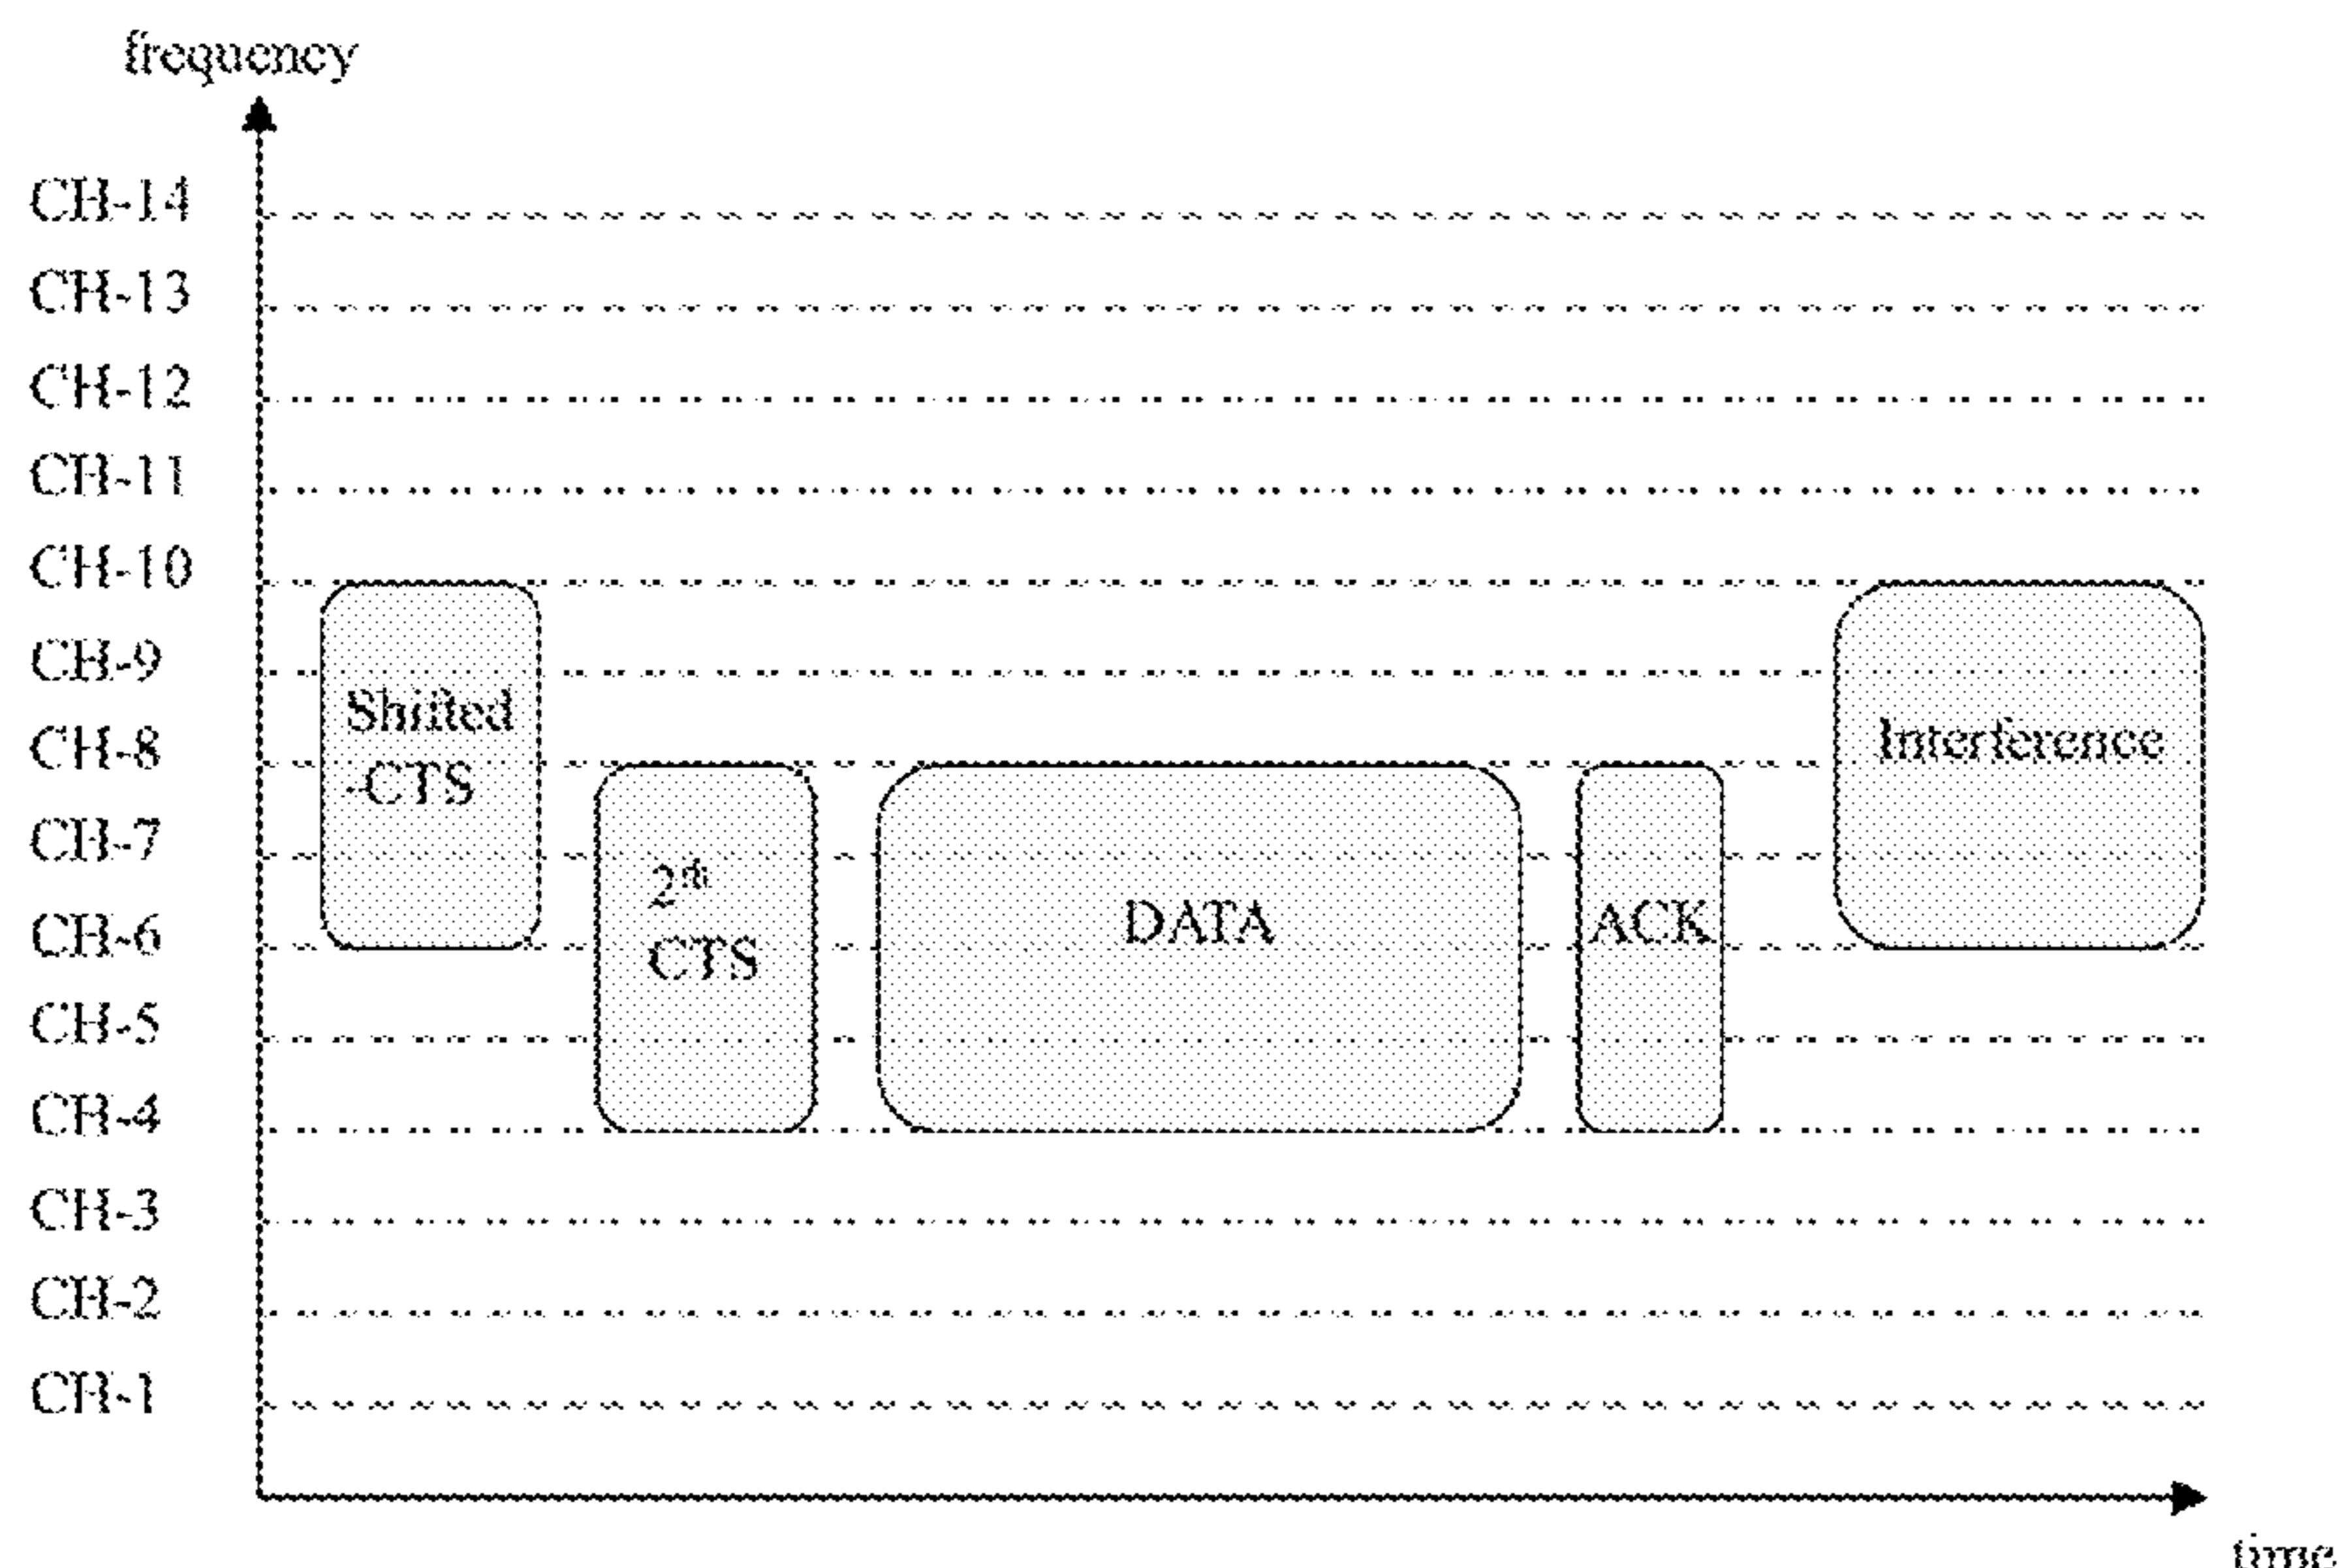 frequency
CH-14
CH-13
CH-12
CH-11
CH-10
CH-9
CH-8
CH-7
CH-6
CH-5
CH-4
CH-3
CH-2
CH-1
Shifted
-CTS
2th
CTS
DATA
ACK
Interference
time